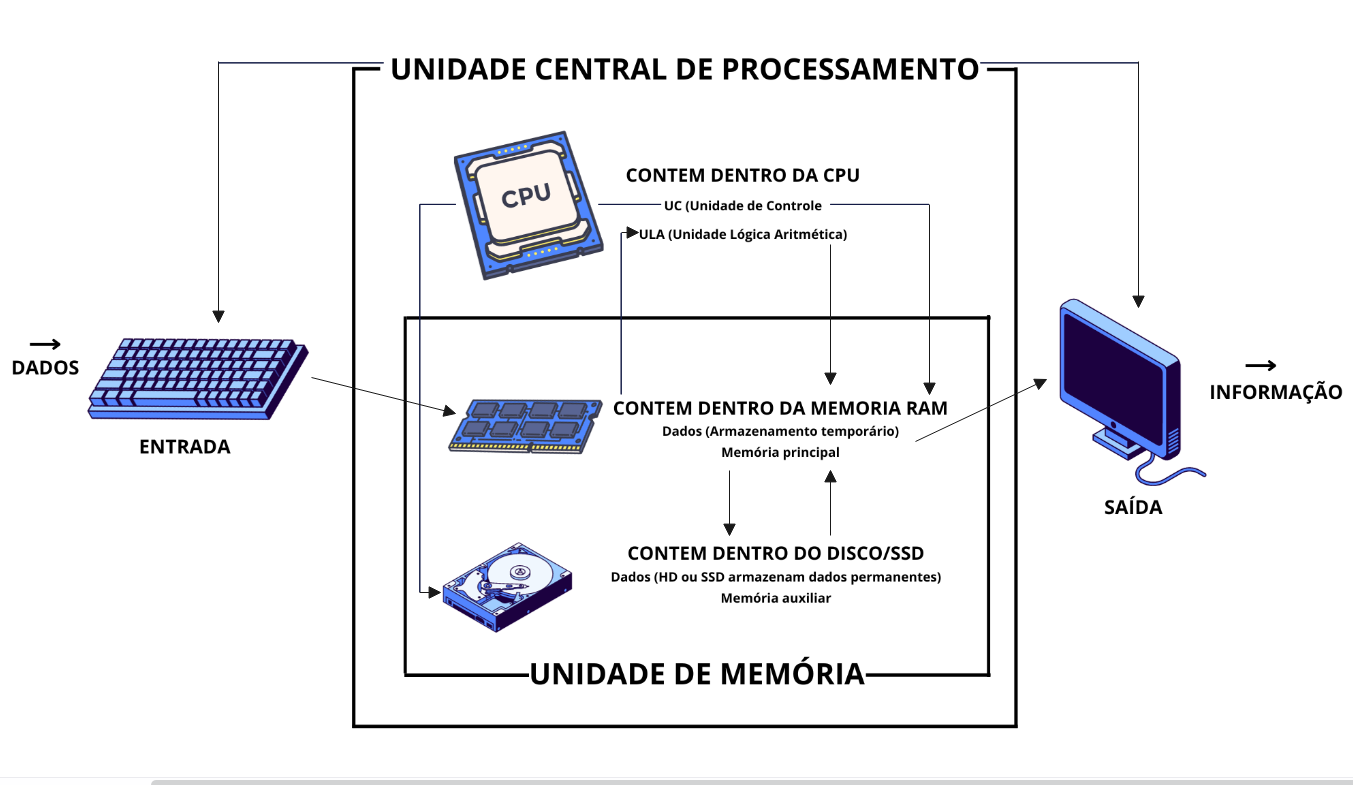 UNIDADE CENTRAL DE PROCESSAMENTO
CPU
CONTEM DENTRO DA CPU
UC (Unidade de Controle
ULA (Unidade Lógica Aritmética)
DADOS
ENTRADA
CONTEM DENTRO DA MEMORIA RAM
Dados (Armazenamento temporário)
Memória principal
INFORMAÇÃO
SAÍDA
CONTEM DENTRO DO DISCO/SSD
Dados (HD ou SSD armazenam dados permanentes)
Memória auxiliar
UNIDADE DE MEMÓRIA